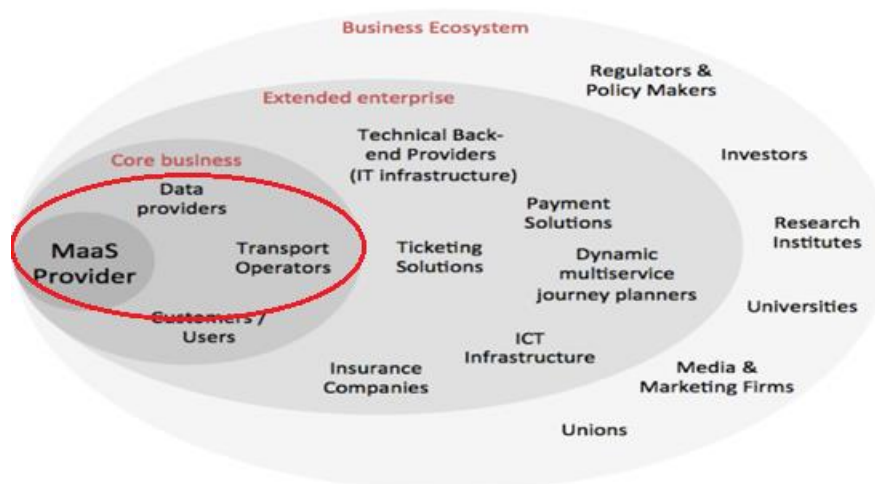 Business Ecosystem
Regulators &
Policy Makers
Extended enterprise
Technical Back-
end Providers
(IT infrastructure)
Investors
Core business
Data
providers
Payment
Solutions
Research
Institutes
MaaS
Provider
Transport
Operators
Ticketing
Solutions
Dynamic
multiservice
journey planners
Universities
Customers /
Users
ICT
Infrastructure
Insurance
Companies
Media &
Marketing Firms
Unions